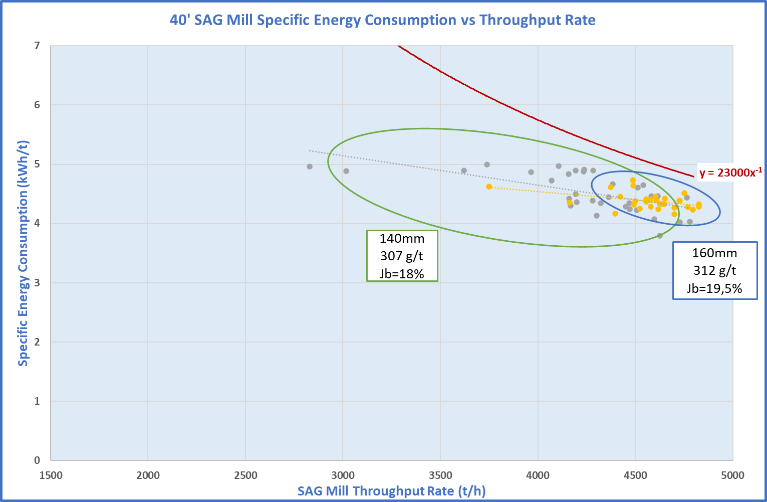 40' SAG Mill Specific Energy Consumption vs Throughput Rate
Specific Energy Consumption (kWh/t)
7
6
5
4
3
2
1
0
y = 23000x-1
140mm
307 g/t
Jb=18%
160mm
312 g/t
Jb=19,5%
1500 2000 2500 3000 3500 4000 4500 5000
SAG Mill Throughput Rate (t/h)